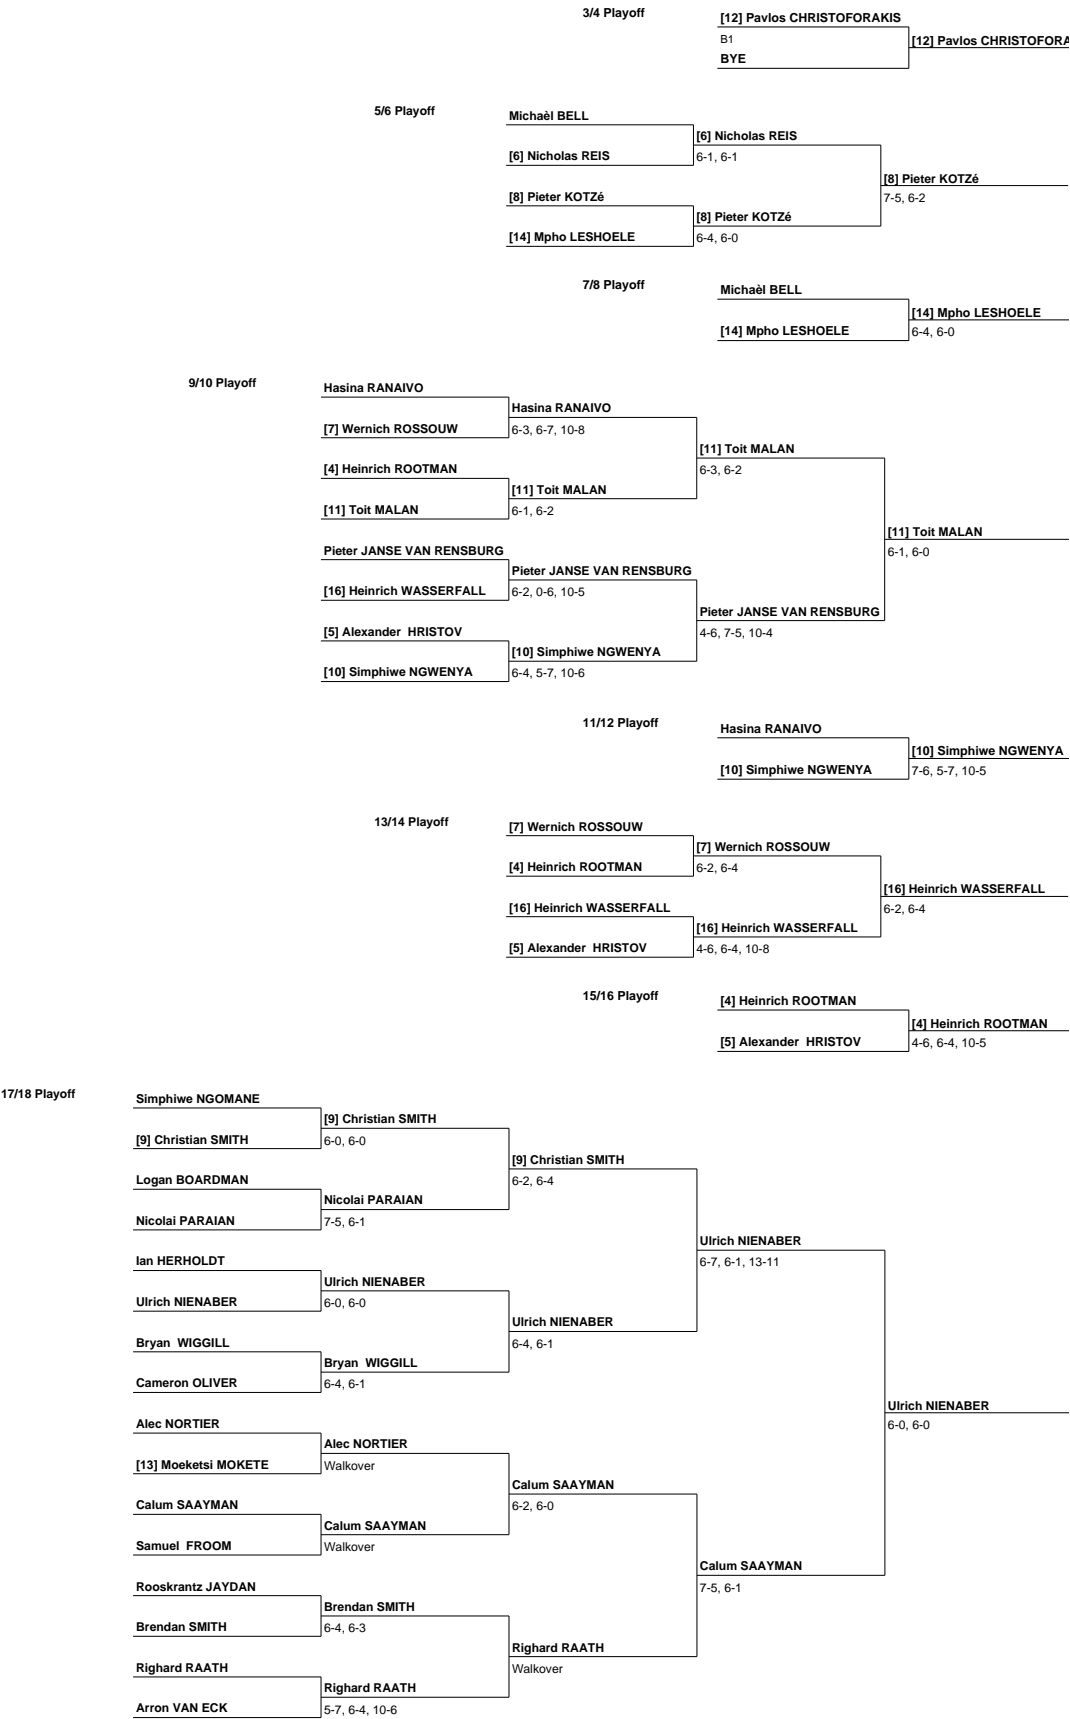 3/4 Playoff
[12] Pavlos CHRISTOFORAKIS
B1
[12] Pavlos CHRISTOFORA
BYE
5/6 Playoff
Michaèl BELL
[6] Nicholas REIS
[6] Nicholas REIS
6-1, 6-1
[8] Pieter KOTZé
[8] Pieter KOTZé
7-5, 6-2
[8] Pieter KOTZé
[14] Mpho LESHOELE
6-4, 6-0
7/8 Playoff
Michaèl BELL
[14] Mpho LESHOELE
[14] Mpho LESHOELE
6-4, 6-0
9/10 Playoff
Hasina RANAIVO
Hasina RANAIVO
[7] Wernich ROSSOUW
6-3, 6-7, 10-8
[11] Toit MALAN
6-3, 6-2
[4] Heinrich ROOTMAN
[11] Toit MALAN
[11] Toit MALAN
6-1, 6-2
[11] Toit MALAN
6-1, 6-0
Pieter JANSE VAN RENSBURG
Pieter JANSE VAN RENSBURG
[16] Heinrich WASSERFALL
6-2, 0-6, 10-5
Pieter JANSE VAN RENSBURG
4-6, 7-5, 10-4
[5] Alexander HRISTOV
[10] Simphiwe NGWENYA
[10] Simphiwe NGWENYA
6-4, 5-7, 10-6
11/12 Playoff
Hasina RANAIVO
[10] Simphiwe NGWENYA
[10] Simphiwe NGWENYA
7-6, 5-7, 10-5
13/14 Playoff
[7] Wernich ROSSOUW
[7] Wernich ROSSOUW
[4] Heinrich ROOTMAN
6-2, 6-4
[16] Heinrich WASSERFALL
6-2, 6-4
[16] Heinrich WASSERFALL
[16] Heinrich WASSERFALL
[5] Alexander HRISTOV
4-6, 6-4, 10-8
15/16 Playoff
[4] Heinrich ROOTMAN
[4] Heinrich ROOTMAN
[5] Alexander HRISTOV
4-6, 6-4, 10-5
17/18 Playoff
Simphiwe NGOMANE
[9] Christian SMITH
[9] Christian SMITH
6-0, 6-0
[9] Christian SMITH
6-2, 6-4
Logan BOARDMAN
Nicolai PARAIAN
Nicolai PARAIAN
7-5, 6-1
Ulrich NIENABER
6-7, 6-1, 13-11
Ian HERHOLDT
Ulrich NIENABER
Ulrich NIENABER
6-0, 6-0
Ulrich NIENABER
6-4, 6-1
Bryan WIGGILL
Bryan WIGGILL
Cameron OLIVER
6-4, 6-1
Ulrich NIENABER
6-0, 6-0
Alec NORTIER
Alec NORTIER
[13] Moeketsi MOKETE
Walkover
Calum SAAYMAN
6-2, 6-0
Calum SAAYMAN
Calum SAAYMAN
Samuel FROOM
Walkover
Calum SAAYMAN
7-5, 6-1
Rooskrantz JAYDAN
Brendan SMITH
Brendan SMITH
6-4, 6-3
Righard RAATH
Walkover
Righard RAATH
Righard RAATH
Arron VAN ECK
5-7, 6-4, 10-6